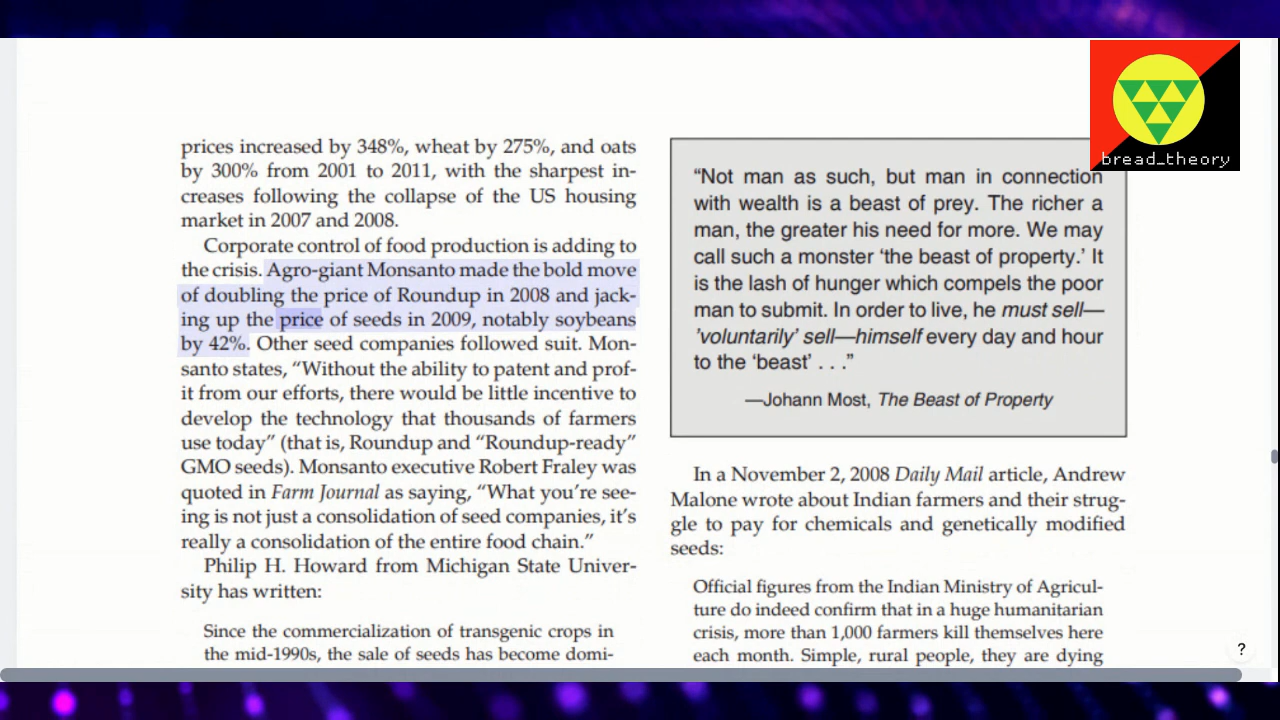 prices increased by 348%, wheat by 275%, and oats
by 300% from 2001 to 2011, with the sharpest in-
creases following the collapse of the US housing
market in 2007 and 2008.
Corporate control of food production is adding to
the crisis. Agro-giant Monsanto made the bold move
of doubling the price of Roundup in 2008 and jack-
ing up the price of seeds in 2009, notably soybeans
by 42%. Other seed companies followed suit. Mon-
santo states, “Without the ability to patent and prof-
it from our efforts, there would be little incentive to
develop the technology that thousands of farmers
use today” (that is, Roundup and “Roundup-ready”
GMO seeds). Monsanto executive Robert Fraley was
quoted in Farm Journal as saying, “What you’re see-
ing is not just a consolidation of seed companies, it’s
really a consolidation of the entire food chain.”
Philip H. Howard from Michigan State Univer-
sity has written:
Since the commercialization of transgenic crops in
the mid-1990s, the sale of seeds has become domi-
bread_theory
“Not man as such, but man in connection
with wealth is a beast of prey. The richer a
man, the greater his need for more. We may
call such a monster ‘the beast of property.’ It
is the lash of hunger which compels the poor
man to submit. In order to live, he must sell—
’voluntarily’ sell—himself every day and hour
to the ‘beast’ . . .”
—Johann Most, The Beast of Property
In a November 2, 2008 Daily Mail article, Andrew
Malone wrote about Indian farmers and their strug-
gle to pay for chemicals and genetically modified
seeds:
Official figures from the Indian Ministry of Agricul-
ture do indeed confirm that in a huge humanitarian
crisis, more than 1,000 farmers kill themselves here
each month. Simple, rural people, they are dying
?